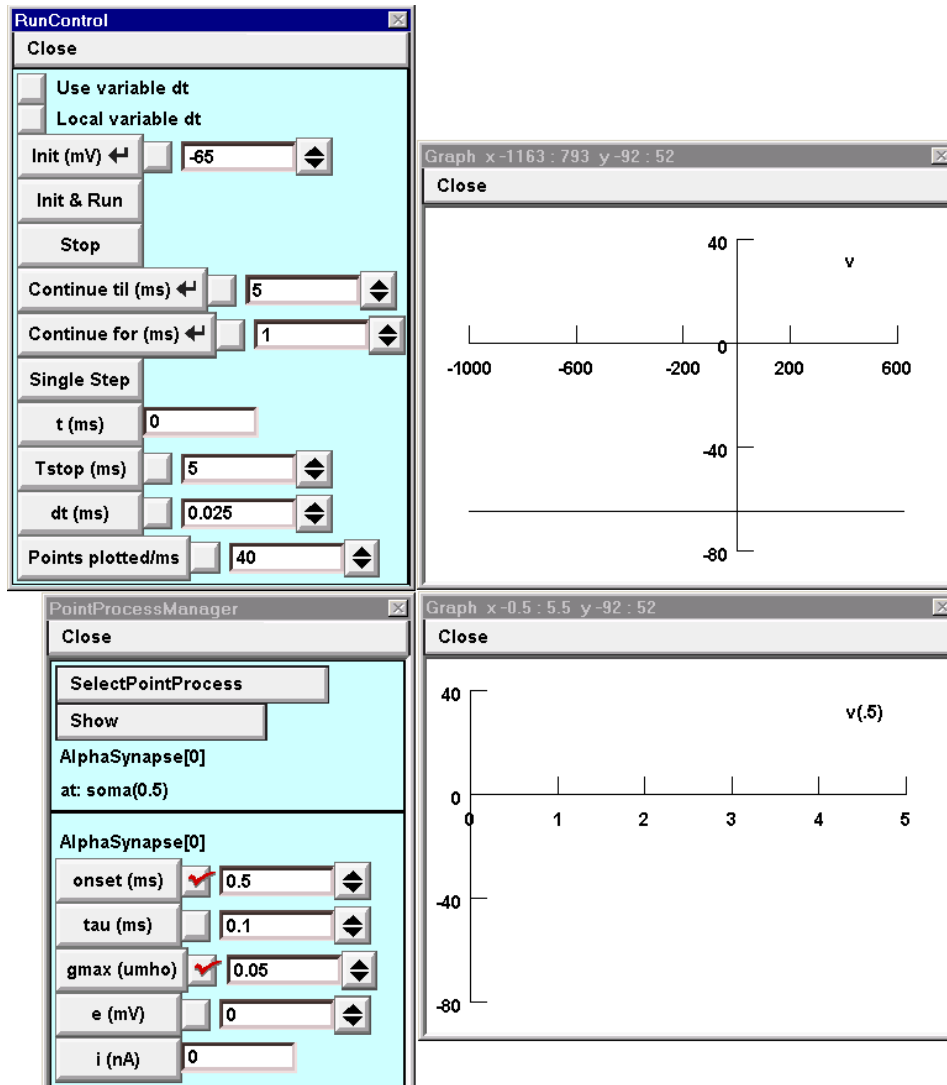 RunControl
Close
Use variable dt
Local variable dt
Init (mV) -65
Init & Run
Stop
Continue til (ms) 5
Continue for (ms) 1
Single Step
t (ms) 0
Tstop (ms) 5
dt (ms) 0.025
Points plotted/ms 40
Graph x -1163 : 793 y -92 : 52
Close
40
v
0
-1000 -600 -200 200 600
-40
-80
PointProcessManager
Close
SelectPointProcess
Show
AlphaSynapse[0]
at: soma(0.5)
AlphaSynapse[0]
onset (ms) 0.5
tau (ms) 0.1
gmax (umho) 0.05
e (mV) 0
i (nA) 0
Graph x -0.5 : 5.5 y -92 : 52
Close
40
v(.5)
0
0 1 2 3 4 5
-40
-80